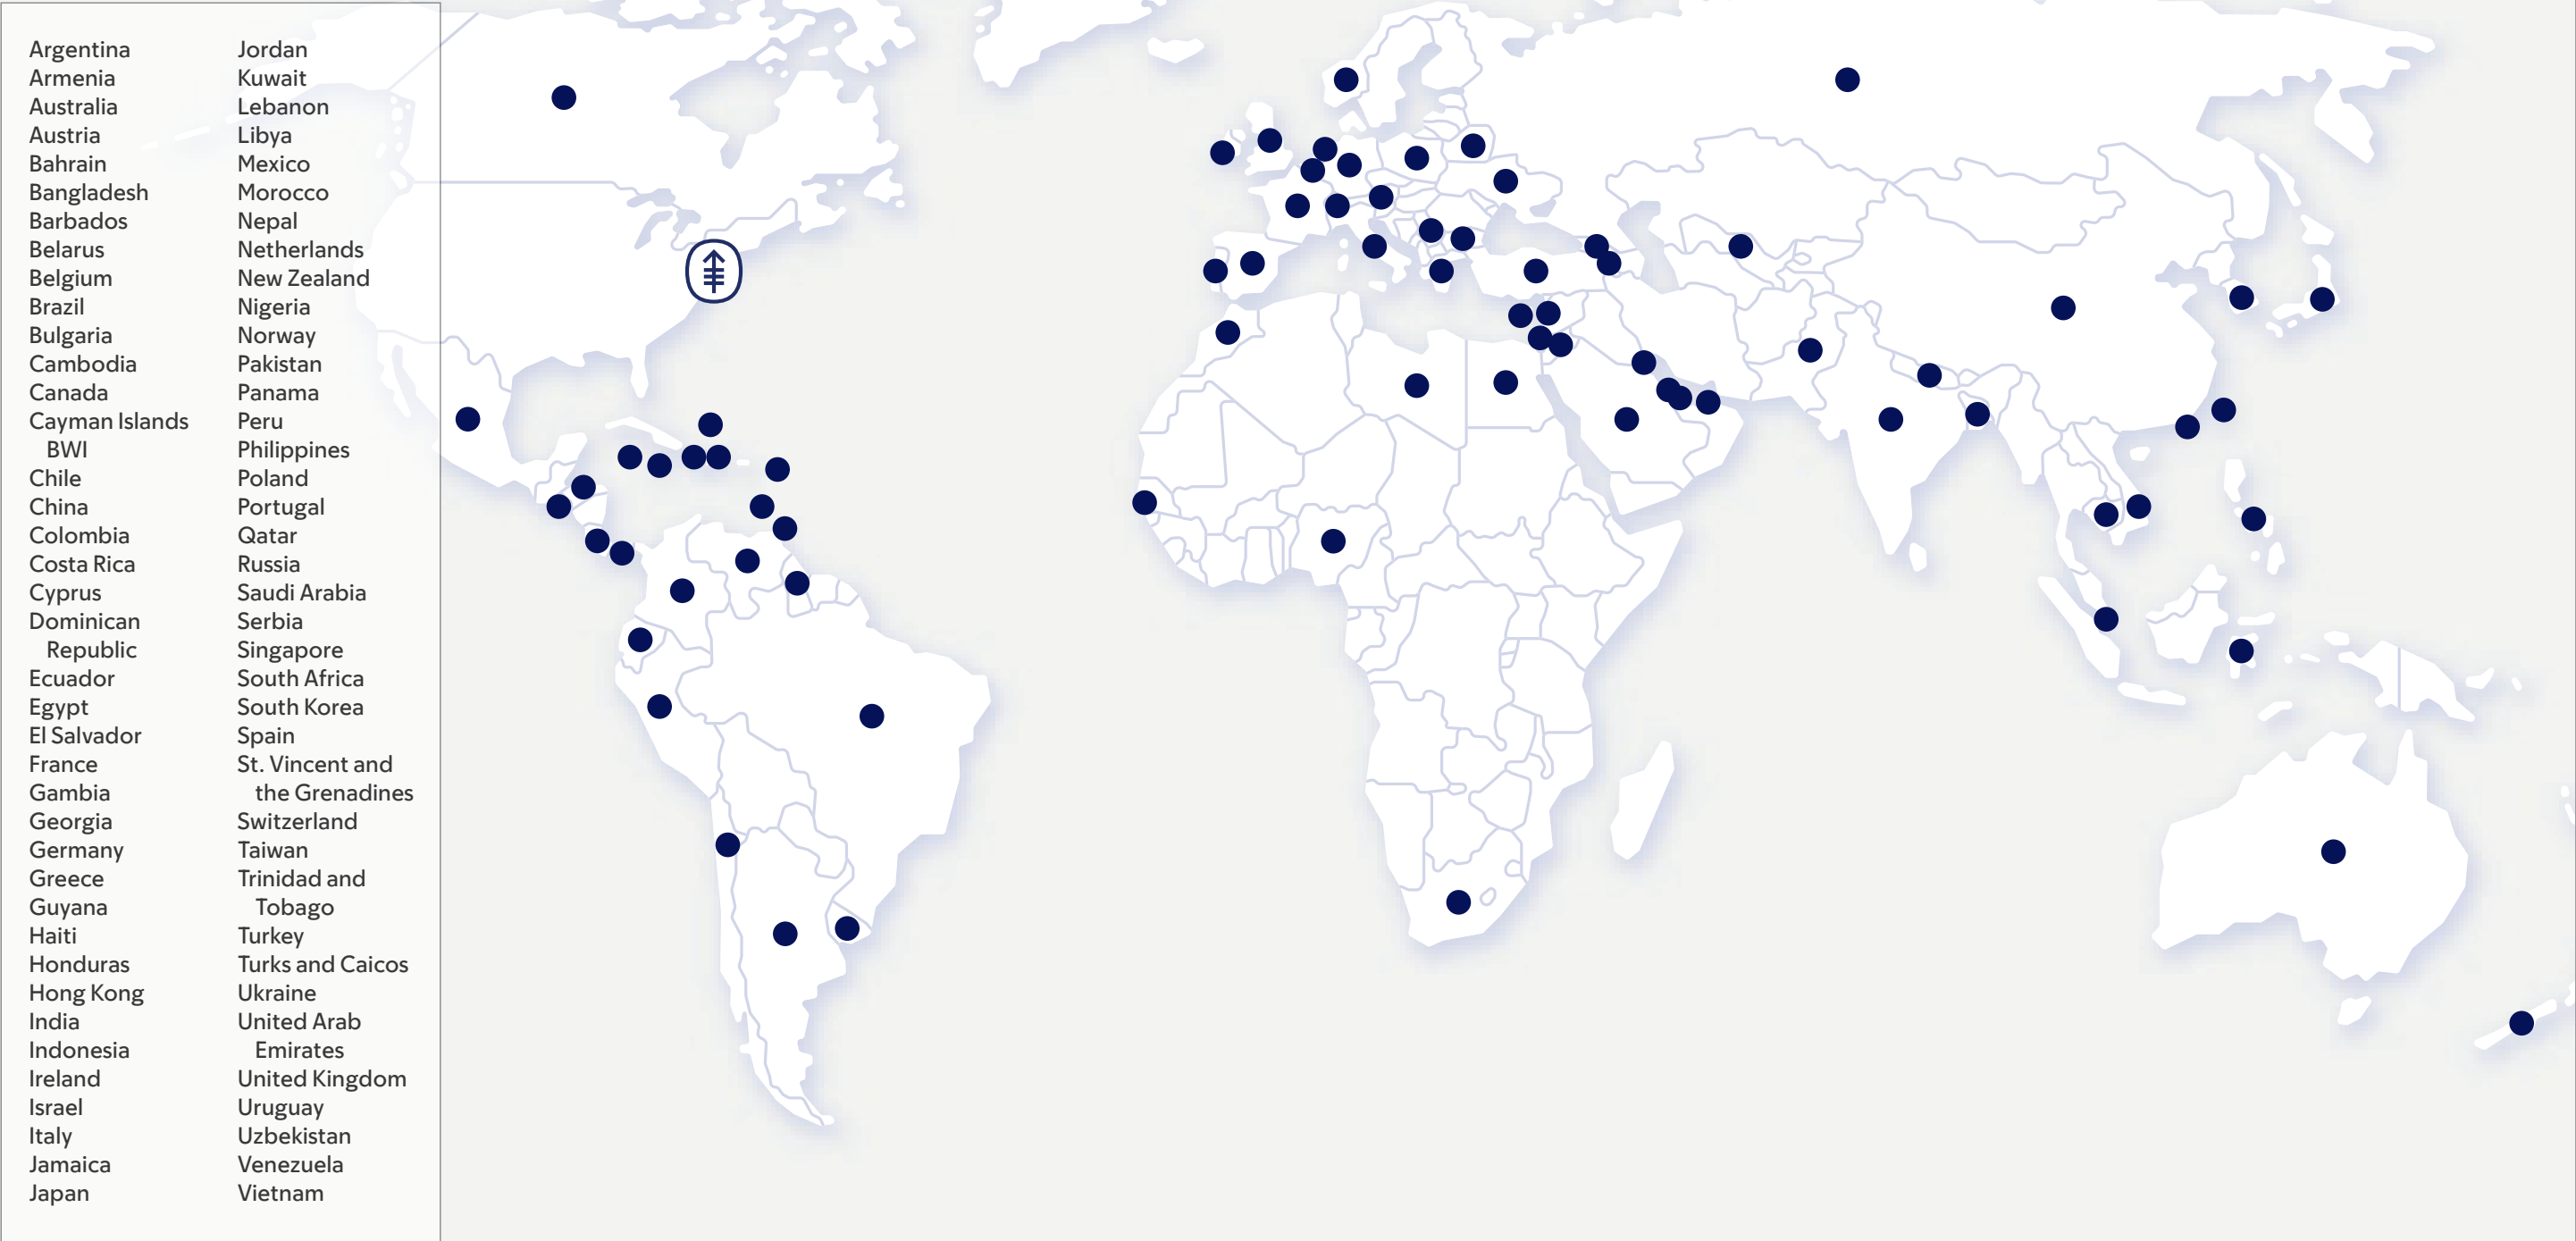 Argentina
Armenia
Australia
Austria
Bahrain
Bangladesh
Barbados
Belarus
Belgium
Brazil
Bulgaria
Cambodia
Canada
Cayman Islands
BWI
Chile
China
Colombia
Costa Rica
Cyprus
Dominican
Republic
Ecuador
Egypt
El Salvador
France
Gambia
Georgia
Germany
Greece
Guyana
Haiti
Honduras
Hong Kong
India
Indonesia
Ireland
Israel
Italy
Jamaica
Japan
Jordan
Kuwait
Lebanon
Libya
Mexico
Morocco
Nepal
Netherlands
New Zealand
Nigeria
Norway
Pakistan
Panama
Peru
Philippines
Poland
Portugal
Qatar
Russia
Saudi Arabia
Serbia
Singapore
South Africa
South Korea
Spain
St. Vincent and
the Grenadines
Switzerland
Taiwan
Trinidad and
Tobago
Turkey
Turks and Caicos
Ukraine
United Arab
Emirates
United Kingdom
Uruguay
Uzbekistan
Venezuela
Vietnam